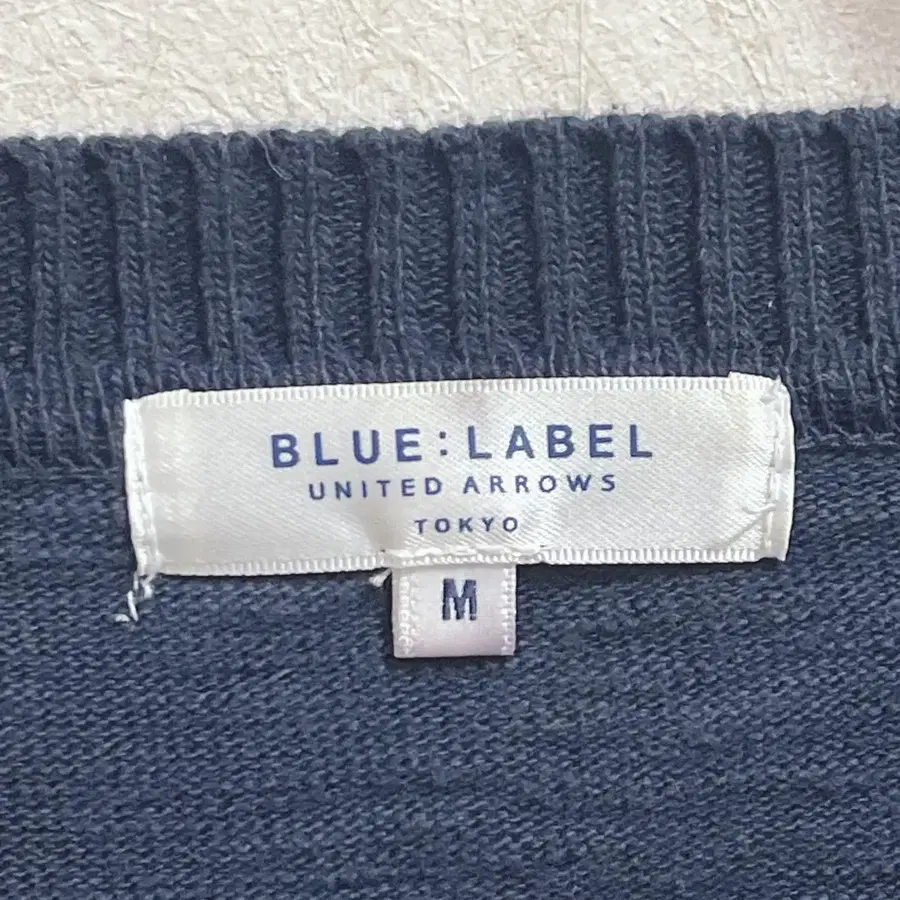 BLUE : LABEL
UNITED ARROWS
TOKYO
M